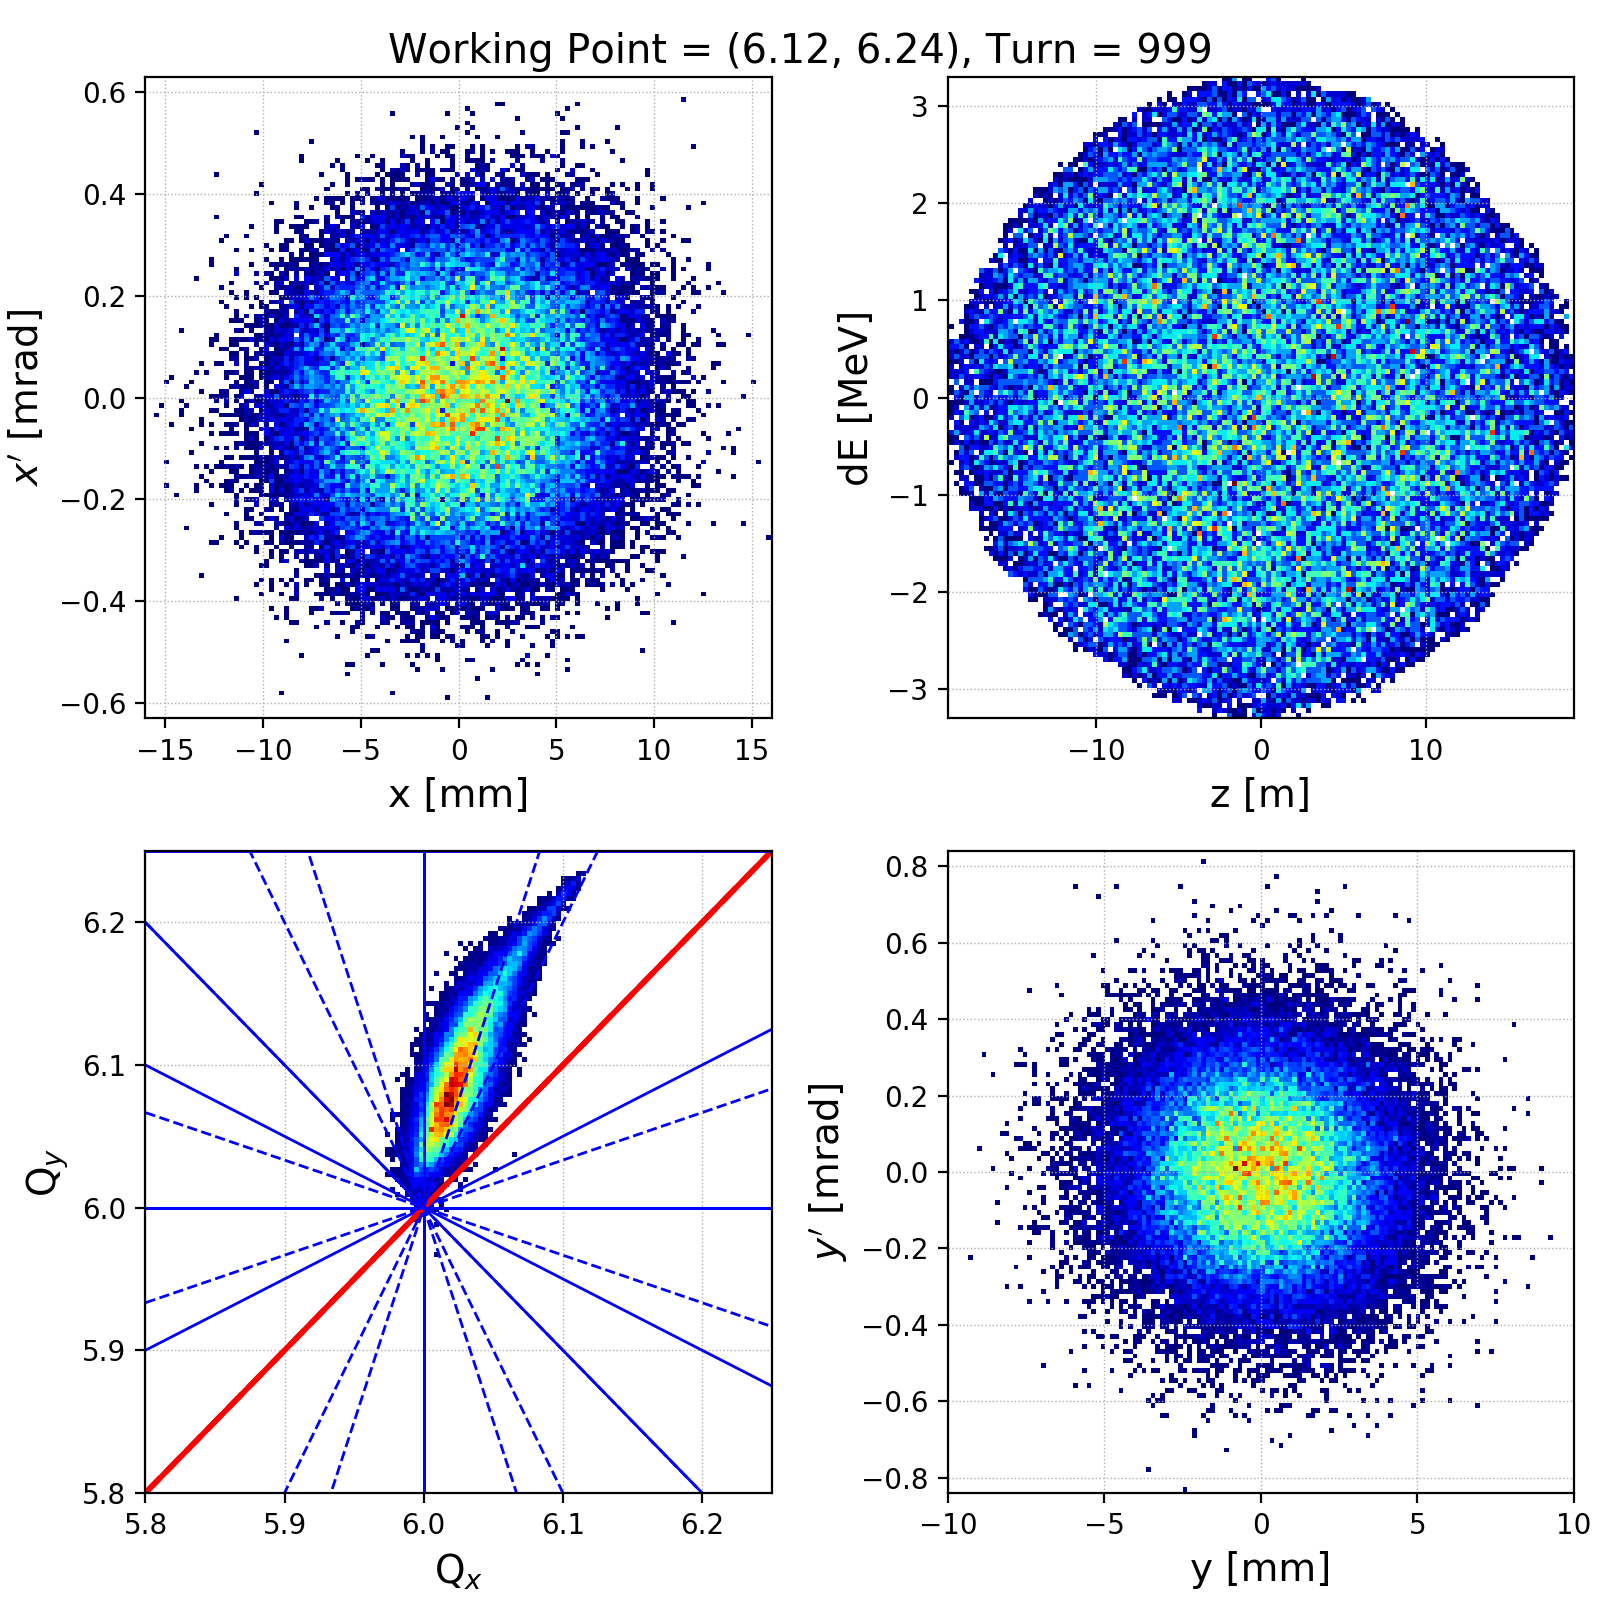 Working Point = (6.12, 6.24), Turn = 999
0.6
0.4
0.2
0.0
−0.2
−0.4
−0.6
x′ [mrad]
−15 −10 −5 0 5 10 15
x [mm]
3
2
1
0
−1
−2
−3
dE [MeV]
−10 0 10
z [m]
6.2
6.1
6.0
5.9
5.8
Qy
5.8 5.9 6.0 6.1 6.2
Qx
0.8
0.6
0.4
0.2
0.0
−0.2
−0.4
−0.6
−0.8
y′ [mrad]
−10 −5 0 5 10
y [mm]